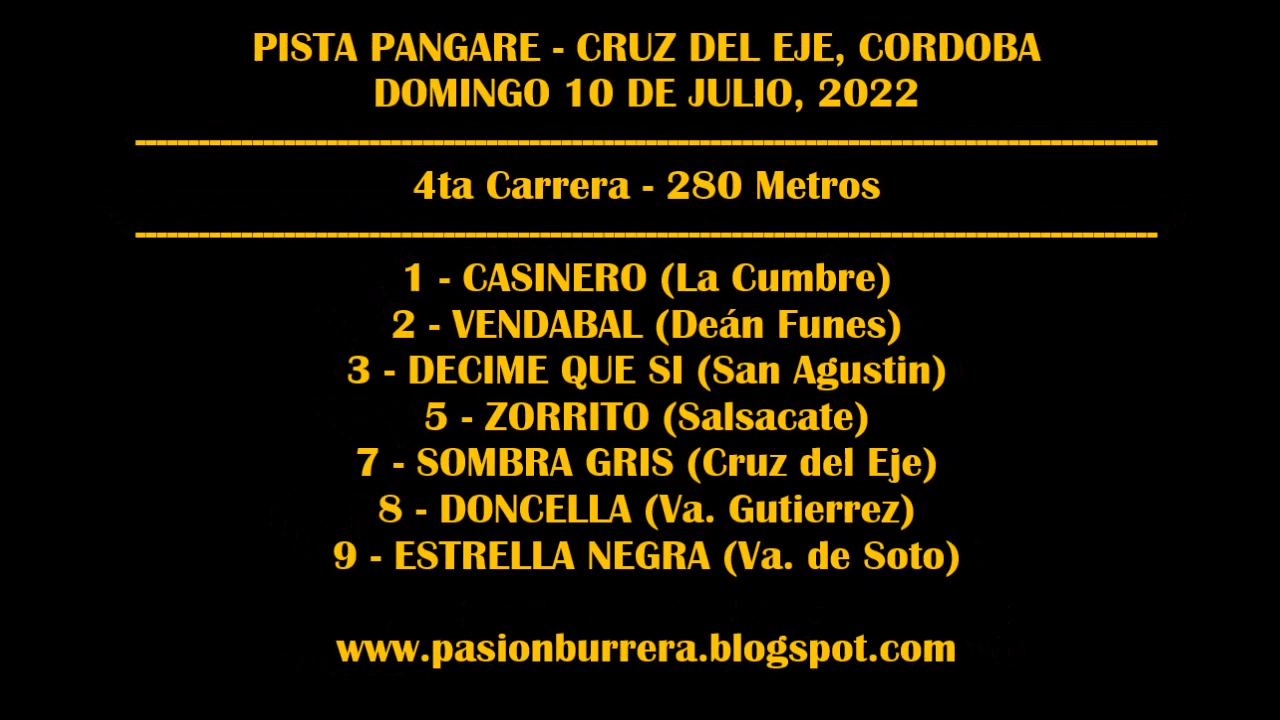 PISTA PANGARE - CRUZ DEL EJE, CORDOBA
DOMINGO 10 DE JULIO, 2022
4ta Carrera - 280 Metros
1 - CASINERO (La Cumbre)
2 - VENDABAL (Deán Funes)
3 - DECIME QUE SI (San Agustin)
5 - ZORRITO (Salsacate)
7 - SOMBRA GRIS (Cruz del Eje)
8 - DONCELLA (Va. Gutierrez)
9 - ESTRELLA NEGRA (Va. de Soto)
www.pasionburrera.blogspot.com